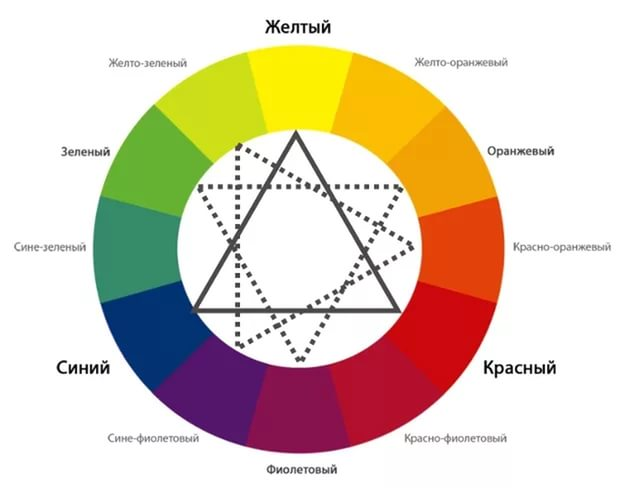 Желтый
Желто-зеленый
Желто-оранжевый
Зеленый
Оранжевый
Сине-зеленый
Красно-оранжевый
Синий
Красный
Сине-фиолетовый
Красно-фиолетовый
Фиолетовый